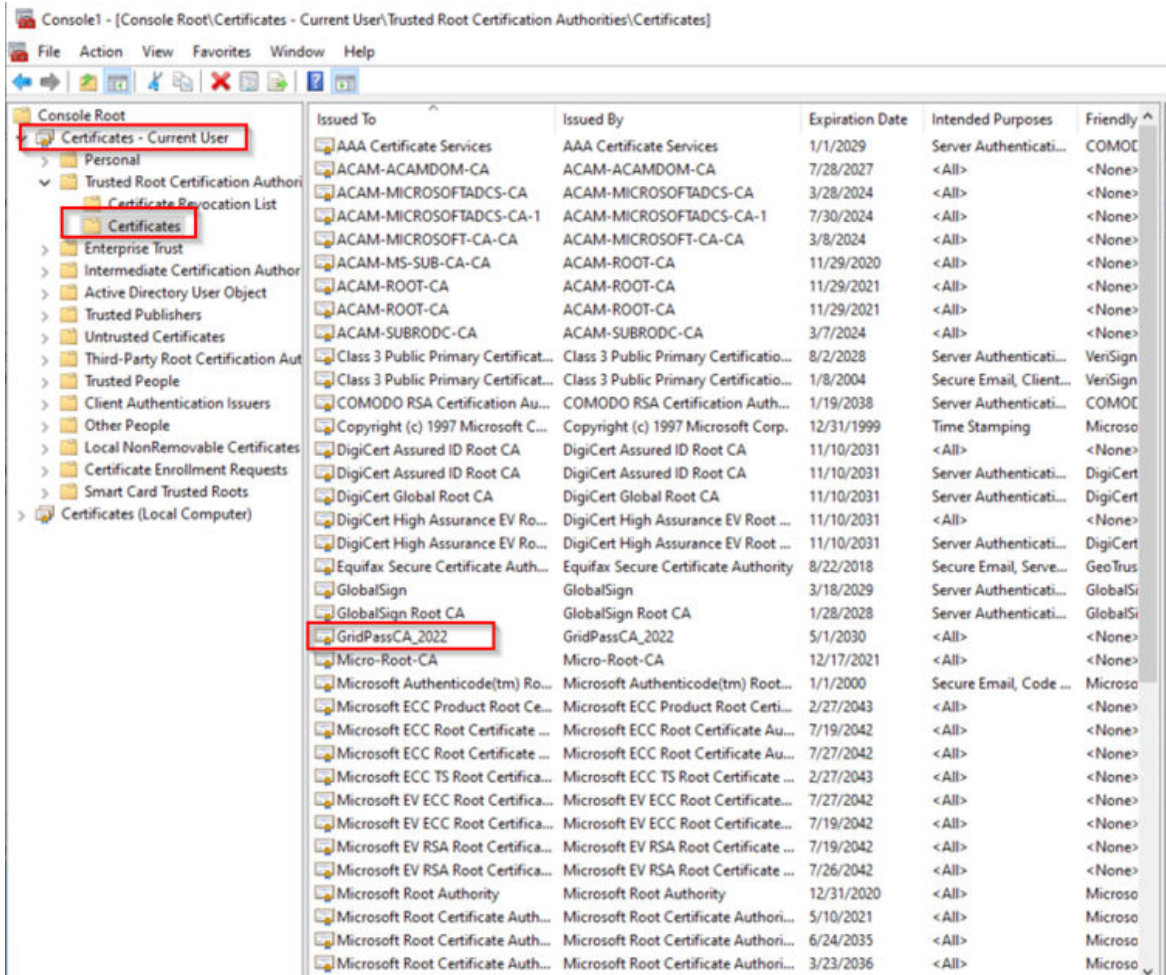 Console1 - [Console Root\Certificates - Current User\Trusted Root Certification Authorities\Certificates]
File Action View Favorites Window Help
Console Root
Certificates - Current User
Personal
Trusted Root Certification Authori
Certificate Revocation List
Certificates
Enterprise Trust
Intermediate Certification Author
Active Directory User Object
Trusted Publishers
Untrusted Certificates
Third-Party Root Certification Aut
Trusted People
Client Authentication Issuers
Other People
Local NonRemovable Certificates
Certificate Enrollment Requests
Smart Card Trusted Roots
Certificates (Local Computer)
Issued To Issued By Expiration Date Intended Purposes Friendly
AAA Certificate Services AAA Certificate Services 1/1/2029 Server Authenticati... COMOD
ACAM-ACAMDOM-CA ACAM-ACAMDOM-CA 7/28/2027 <All> <None>
ACAM-MICROSOFTADCS-CA ACAM-MICROSOFTADCS-CA 3/28/2024 <All> <None>
ACAM-MICROSOFTADCS-CA-1 ACAM-MICROSOFTADCS-CA-1 7/30/2024 <All> <None>
ACAM-MICROSOFT-CA-CA ACAM-MICROSOFT-CA-CA 3/8/2024 <All> <None>
ACAM-MS-SUB-CA-CA ACAM-ROOT-CA 11/29/2020 <All> <None>
ACAM-ROOT-CA ACAM-ROOT-CA 11/29/2021 <All> <None>
ACAM-ROOT-CA ACAM-ROOT-CA 11/29/2021 <All> <None>
ACAM-SUBRODC-CA ACAM-SUBRODC-CA 3/7/2024 <All> <None>
Class 3 Public Primary Certificat... Class 3 Public Primary Certificatio... 8/2/2028 Server Authenticati... VeriSign
Class 3 Public Primary Certificat... Class 3 Public Primary Certificatio... 1/8/2004 Secure Email, Client... VeriSign
COMODO RSA Certification Au... COMODO RSA Certification Auth... 1/19/2038 Server Authenticati... COMOD
Copyright (c) 1997 Microsoft C... Copyright (c) 1997 Microsoft Corp. 12/31/1999 Time Stamping Microso
DigiCert Assured ID Root CA DigiCert Assured ID Root CA 11/10/2031 <All> <None>
DigiCert Assured ID Root CA DigiCert Assured ID Root CA 11/10/2031 Server Authenticati... DigiCert
DigiCert Global Root CA DigiCert Global Root CA 11/10/2031 Server Authenticati... DigiCert
DigiCert High Assurance EV Ro... DigiCert High Assurance EV Root ... 11/10/2031 <All> <None>
DigiCert High Assurance EV Ro... DigiCert High Assurance EV Root ... 11/10/2031 Server Authenticati... DigiCert
Equifax Secure Certificate Auth... Equifax Secure Certificate Authority 8/22/2018 Secure Email, Serve... GeoTrus
GlobalSign GlobalSign 3/18/2029 Server Authenticati... GlobalSi
GlobalSign Root CA GlobalSign Root CA 1/28/2028 Server Authenticati... GlobalSi
GridPassCA_2022 GridPassCA_2022 5/1/2030 <All> <None>
Micro-Root-CA Micro-Root-CA 12/17/2021 <All> <None>
Microsoft Authenticode(tm) Ro... Microsoft Authenticode(tm) Root... 1/1/2000 Secure Email, Code ... Microso
Microsoft ECC Product Root Ce... Microsoft ECC Product Root Certi... 2/27/2043 <All> <None>
Microsoft ECC Root Certificate ... Microsoft ECC Root Certificate Au... 7/19/2042 <All> <None>
Microsoft ECC Root Certificate ... Microsoft ECC Root Certificate Au... 7/27/2042 <All> <None>
Microsoft ECC TS Root Certifica... Microsoft ECC TS Root Certificate ... 2/27/2043 <All> <None>
Microsoft EV ECC Root Certifica... Microsoft EV ECC Root Certificate... 7/27/2042 <All> <None>
Microsoft EV ECC Root Certifica... Microsoft EV ECC Root Certificate... 7/19/2042 <All> <None>
Microsoft EV RSA Root Certifica... Microsoft EV RSA Root Certificate ... 7/19/2042 <All> <None>
Microsoft EV RSA Root Certifica... Microsoft EV RSA Root Certificate ... 7/26/2042 <All> <None>
Microsoft Root Authority Microsoft Root Authority 12/31/2020 <All> Microso
Microsoft Root Certificate Auth... Microsoft Root Certificate Authori... 5/10/2021 <All> Microso
Microsoft Root Certificate Auth... Microsoft Root Certificate Authori... 6/24/2035 <All> Microso
Microsoft Root Certificate Auth... Microsoft Root Certificate Authori... 3/23/2036 <All> Microso